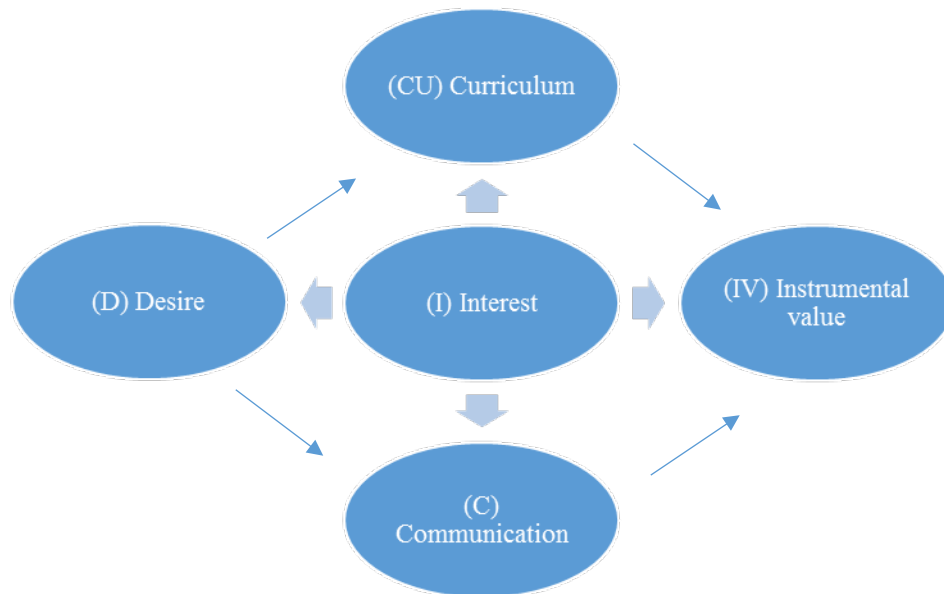 (CU) Curriculum
(D) Desire
(I) Interest
(IV) Instrumental
value
(C)
Communication